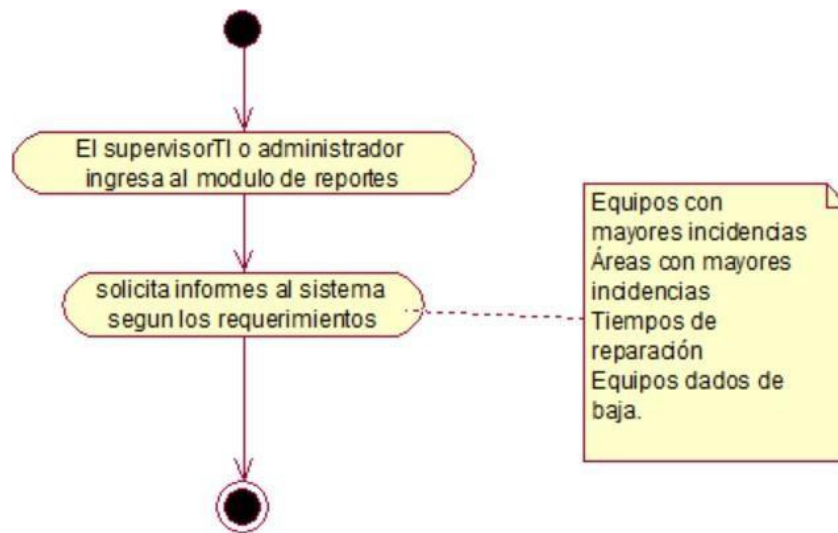 El supervisorTI o administrador
ingresa al modulo de reportes
solicita informes al sistema
segun los requerimientos
Equipos con
mayores incidencias
Áreas con mayores
incidencias
Tiempos de
reparación
Equipos dados de
baja.